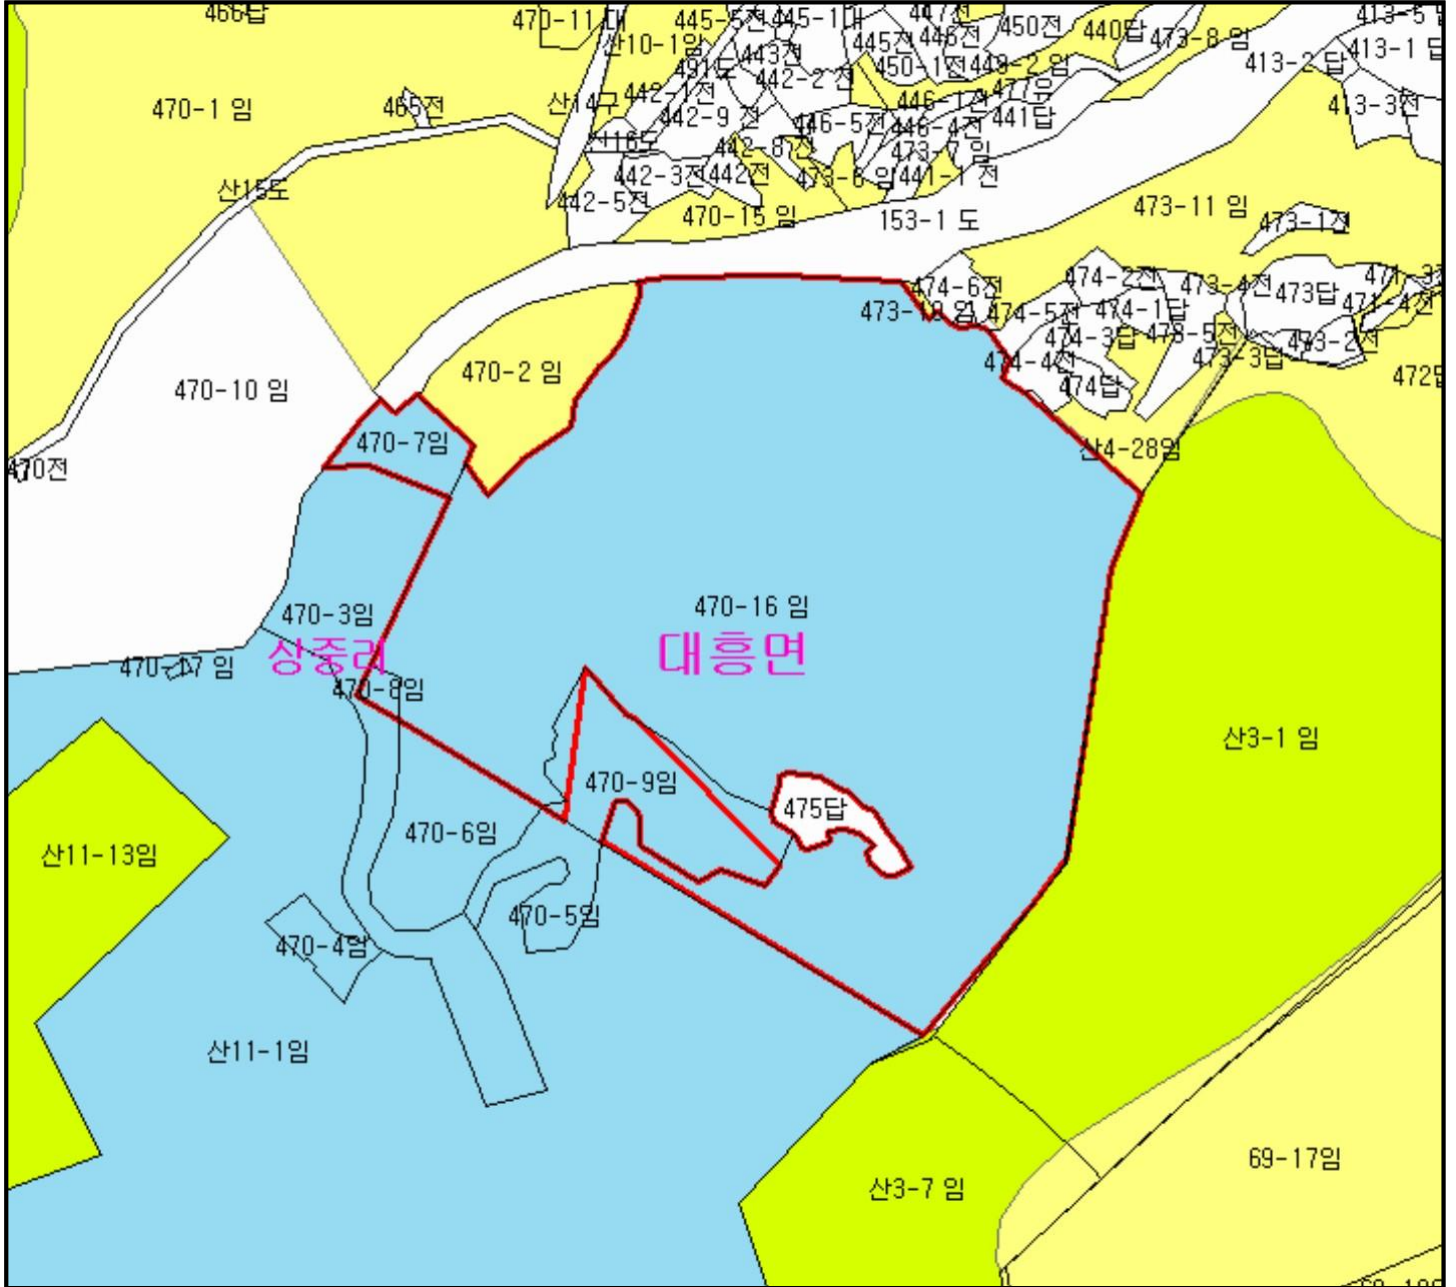 466답
470-11 대
445-5전
445-1대
447전
450전
440답
473-8 임
413-5 답
산10-1임
443전
445전
446전
413-1 답
491도
442-2 전
450-1전
448-2 임
413-2 답
470-1 임
465전
산14구
442-1전
446-1전
477유
413-3전
442-9 전
446-5전
446-4전
441답
산16도
442-8 전
473-7 임
산15도
442-3전
442전
473-6 임
441-1 전
442-5전
470-15 임
153-1 도
473-11 임
473-1전
474-6전
474-2전
473-4전
473답
471-4전
474-5전
474-1답
474-3답
473-5전
473-2전
474-4전
473-3답
470-2 임
474답
470-10 임
470-7임
산4-28임
470전
470-16 임
470-3임
상중리
대흥면
470-17 임
470-8임
산3-1 임
470-9임
475답
470-6임
산11-13임
470-5임
470-4임
산11-1임
69-17임
산3-7 임